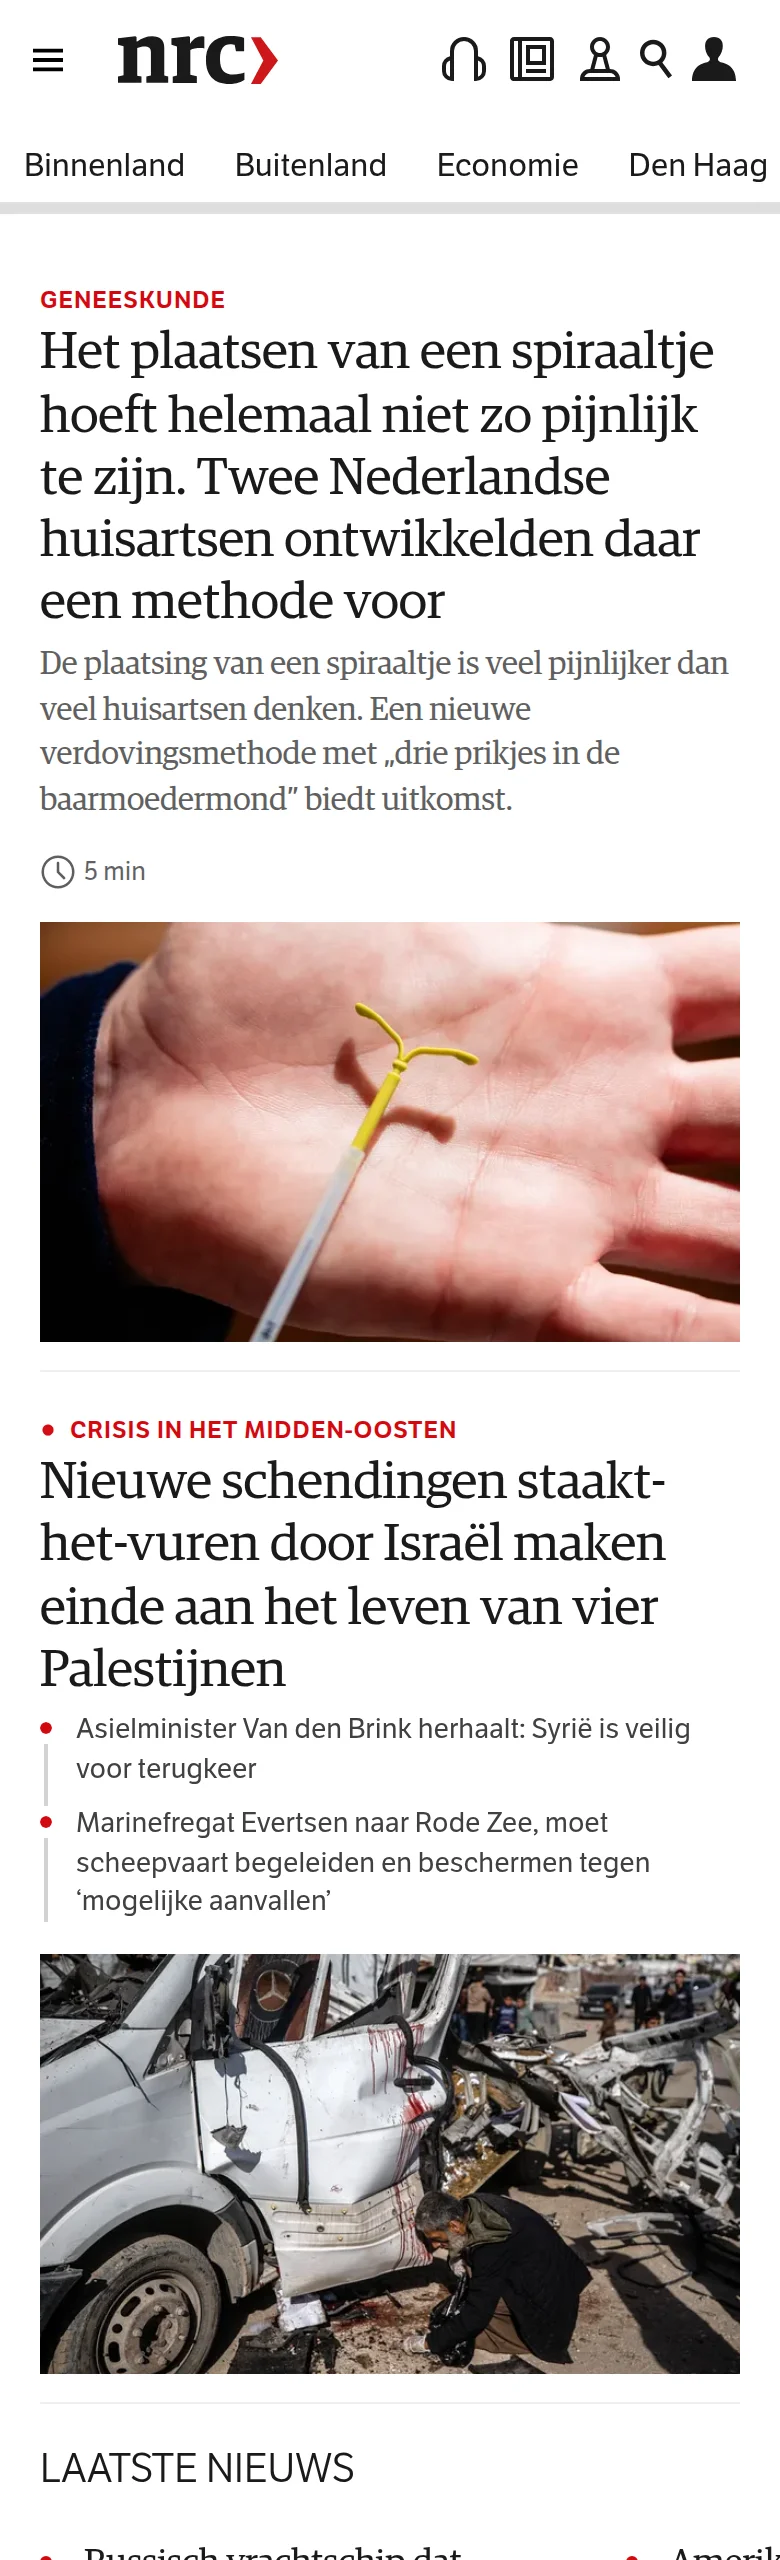 nrc
Binnenland Buitenland Economie Den Haag
GENEESKUNDE
Het plaatsen van een spiraaltje
hoeft helemaal niet zo pijnlijk
te zijn. Twee Nederlandse
huisartsen ontwikkelden daar
een methode voor
De plaatsing van een spiraaltje is veel pijnlijker dan
veel huisartsen denken. Een nieuwe
verdovingsmethode met „drie prikjes in de
baarmoedermond” biedt uitkomst.
5 min
CRISIS IN HET MIDDEN-OOSTEN
Nieuwe schendingen staakt-
het-vuren door Israël maken
einde aan het leven van vier
Palestijnen
Asielminister Van den Brink herhaalt: Syrië is veilig
voor terugkeer
Marinefregat Evertsen naar Rode Zee, moet
scheepvaart begeleiden en beschermen tegen
‘mogelijke aanvallen’
LAATSTE NIEUWS
Russisch vrachtschip dat